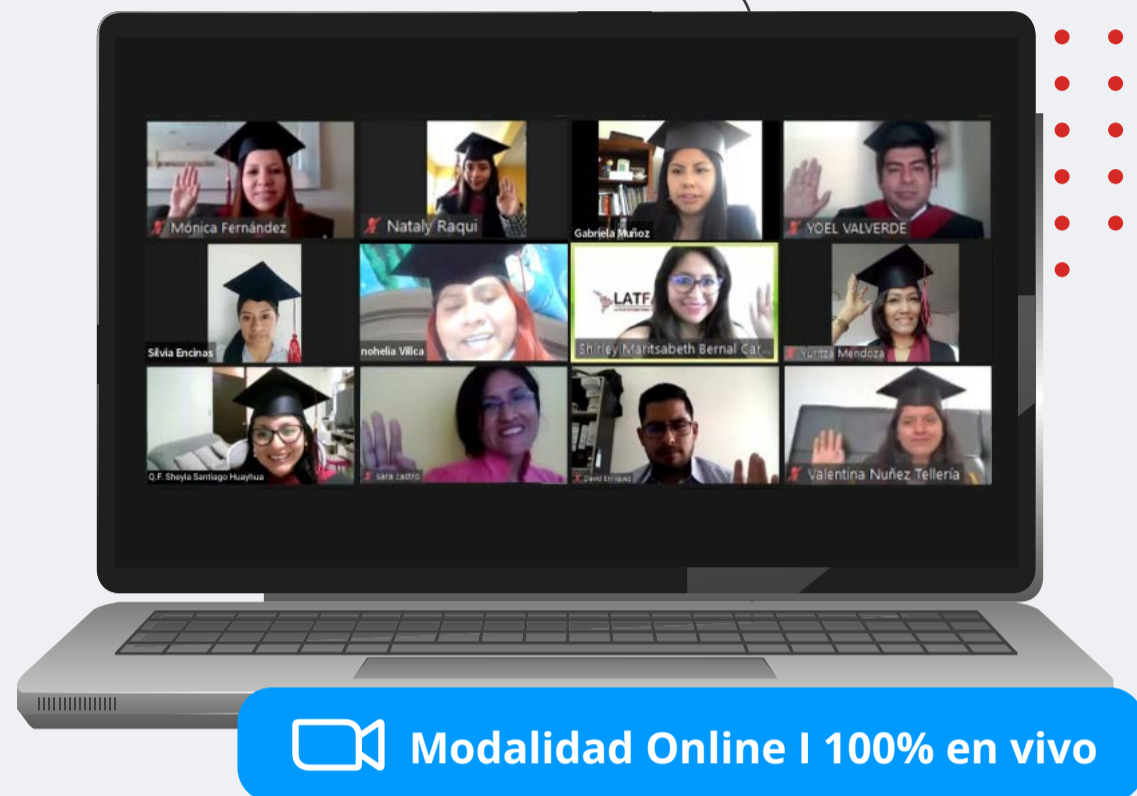 Mónica Fernández
Nataly Raqui
Gabriela Muñoz
YOEL VALVERDE
Silvia Encinas
nohelia Villca
LATF
Shirley Maritsabeth Bernal Car...
Yuritza Mendoza
Q.F. Sheyla Santiago Huayhua
sara castro
David Enriquez
Valentina Nuñez Tellería
Modalidad Online I 100% en vivo